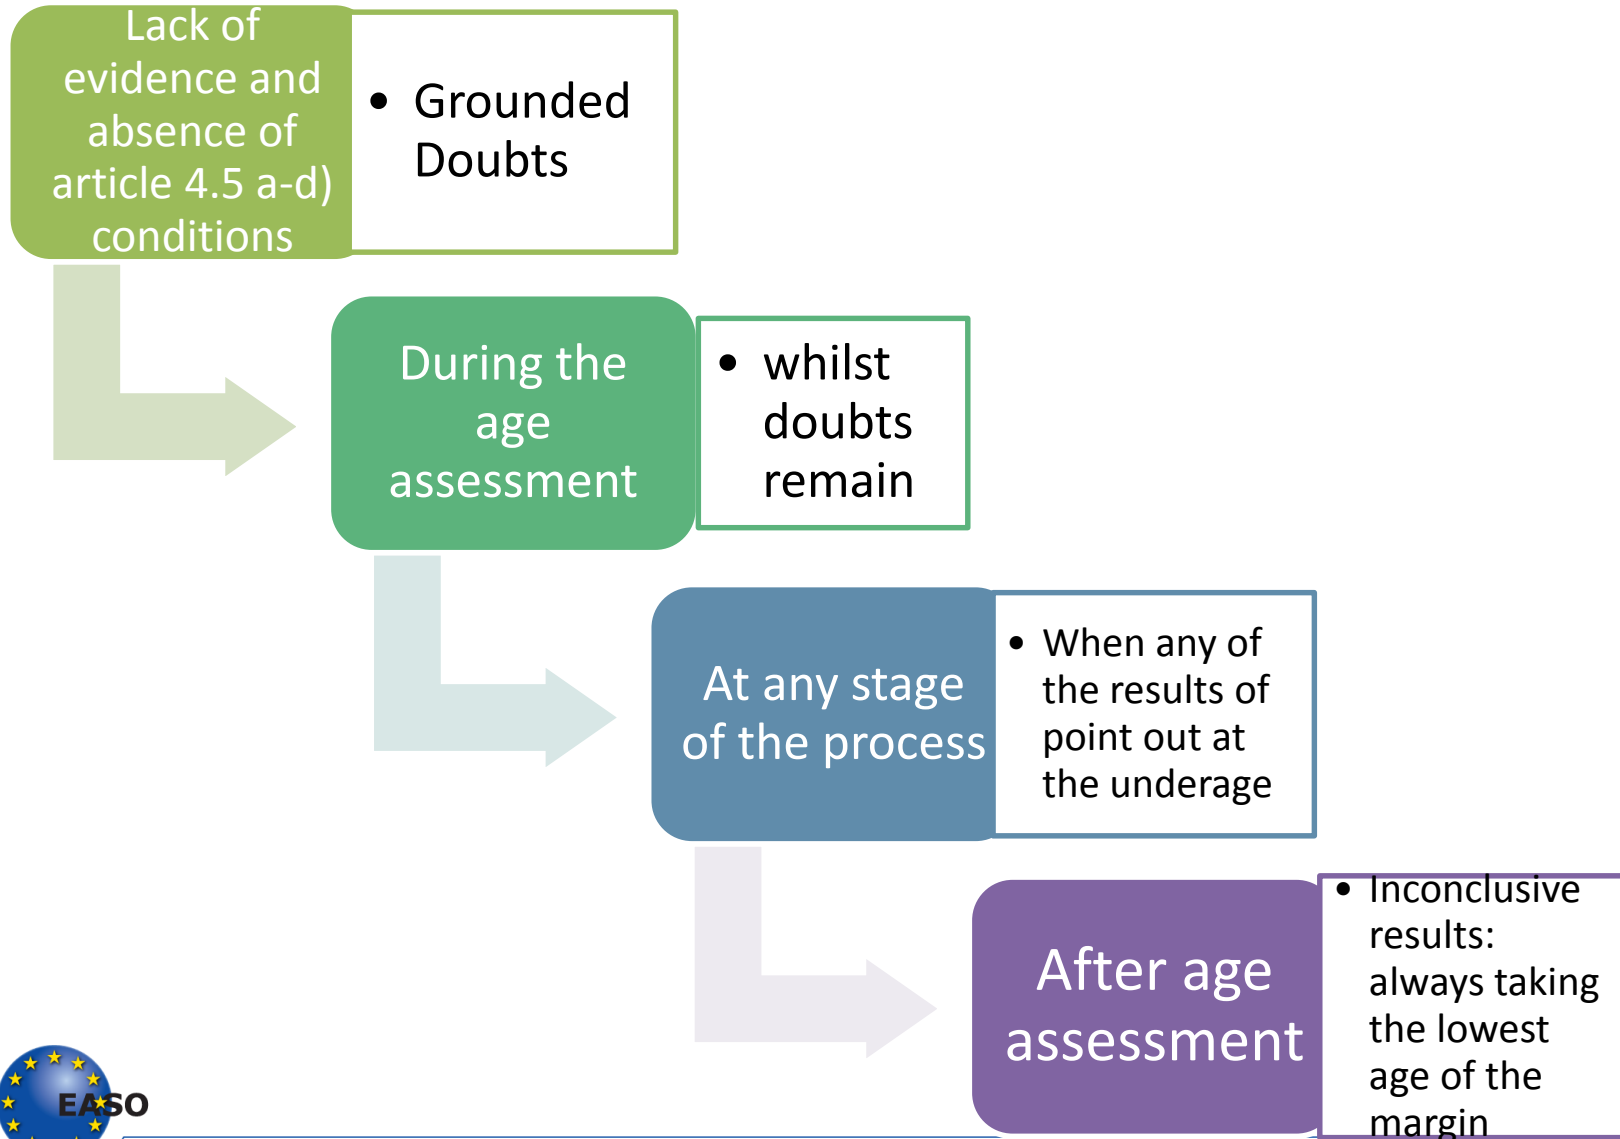 Lack of
evidence and
absence of
article 4.5 a-d)
conditions
• Grounded
Doubts
During the
age
assessment
• whilst
doubts
remain
At any stage
of the process
• When any of
the results of
point out at
the underage
After age
assessment
• Inconclusive
results:
always taking
the lowest
age of the
margin
EASO